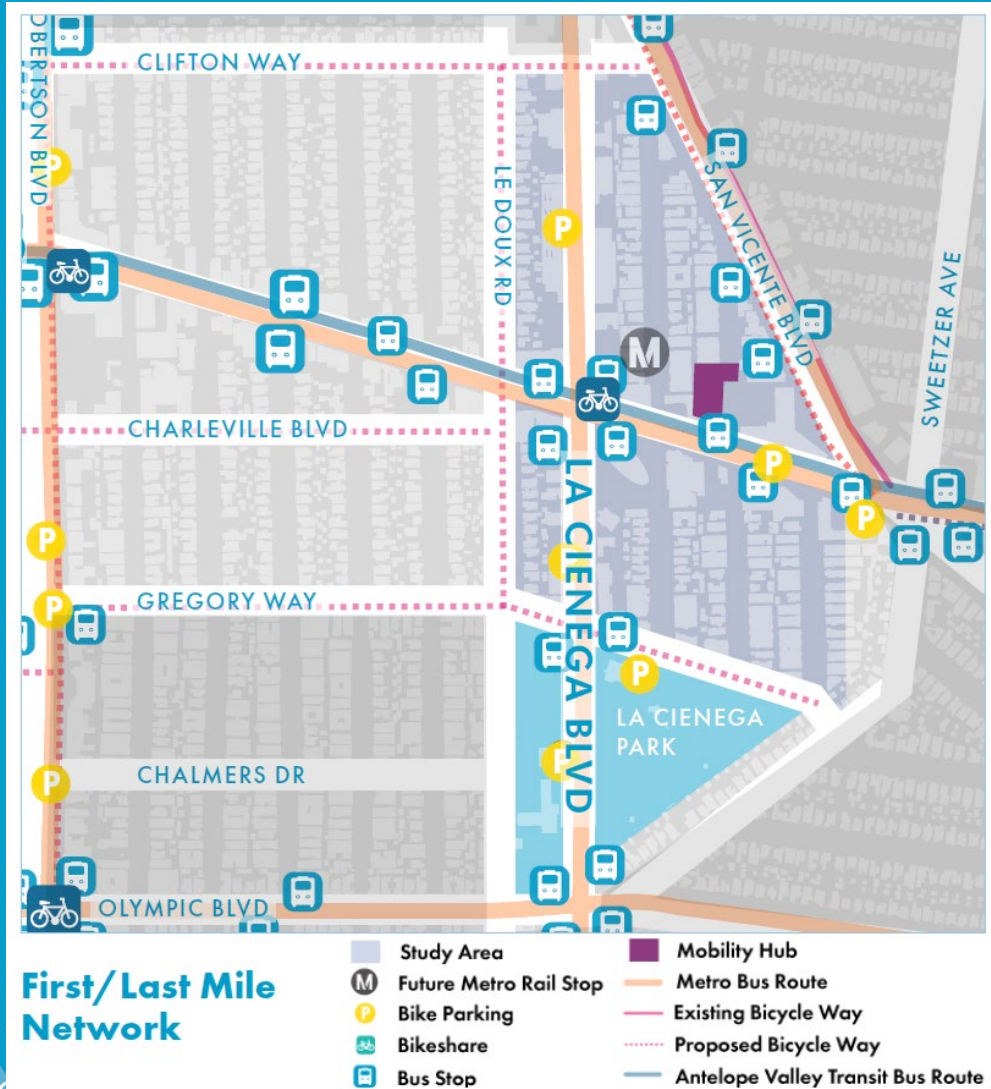 OBERTSON BLVD
CLIFTON WAY
LE DOUX RD
SAN VICENTE BLVD
SWEETZER AVE
P
P
M
CHARLEVILLE BLVD
LA CIENEGA BLVD
P
P
P
P
GREGORY WAY
P
P
LA CIENEGA
PARK
CHALMERS DR
P
P
OLYMPIC BLVD
First/Last Mile
Network
Study Area
M Future Metro Rail Stop
P Bike Parking
Bikeshare
Bus Stop
Mobility Hub
Metro Bus Route
Existing Bicycle Way
Proposed Bicycle Way
Antelope Valley Transit Bus Route